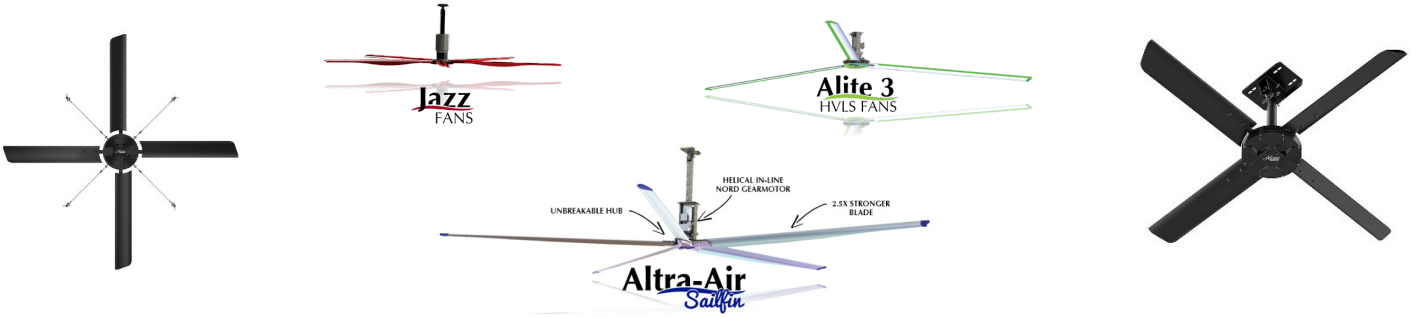 Jazz
FANS
Alite 3
HVLS FANS
HELICAL IN-LINE
NORD GEARMOTOR
UNBREAKABLE HUB
2.5X STRONGER
BLADE
Altra-Air
Sailfin